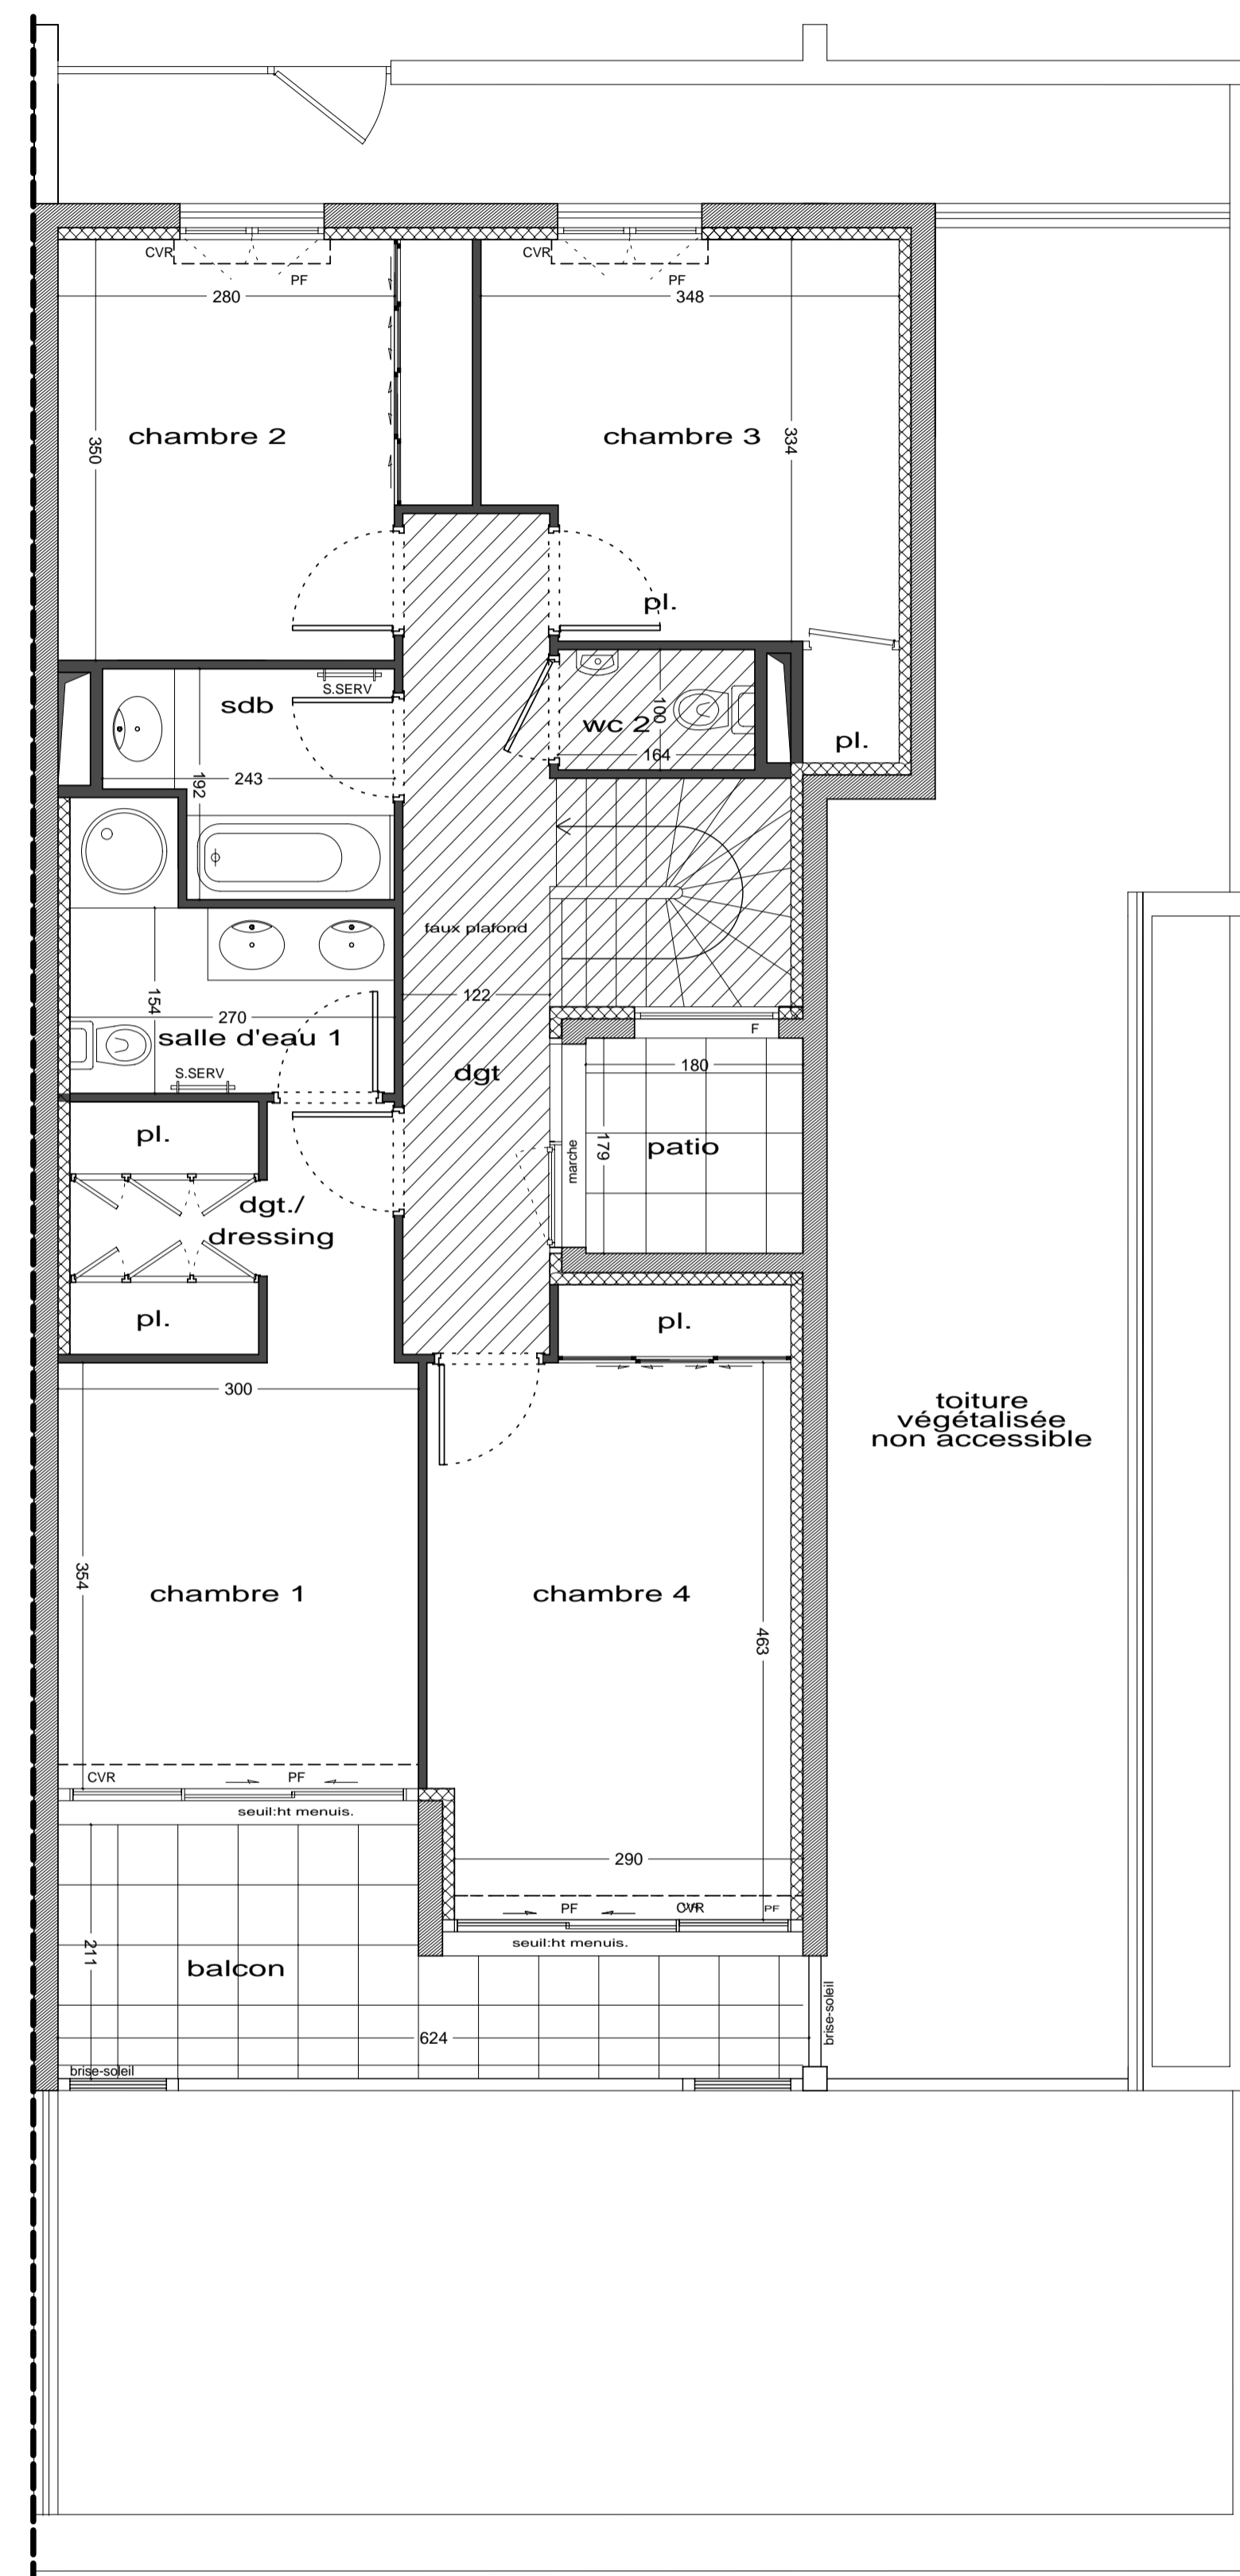 CVR
PF
CVR
PF
280
348
chambre 2
chambre 3
350
334
pl.
S.SERV
sdb
wc 2
100
164
pl.
243
192
faux plafond
154
122
270
salle d'eau 1
F
S.SERV
dgt
180
pl.
179
marche
patio
dgt./
dressing
pl.
pl.
300
toiture
végétalisée
non accessible
354
chambre 1
chambre 4
463
CVR
PF
seuil:ht menuis.
290
PF
CVR
PF
seuil:ht menuis.
211
balcon
brise-soleil
624
brise-soleil